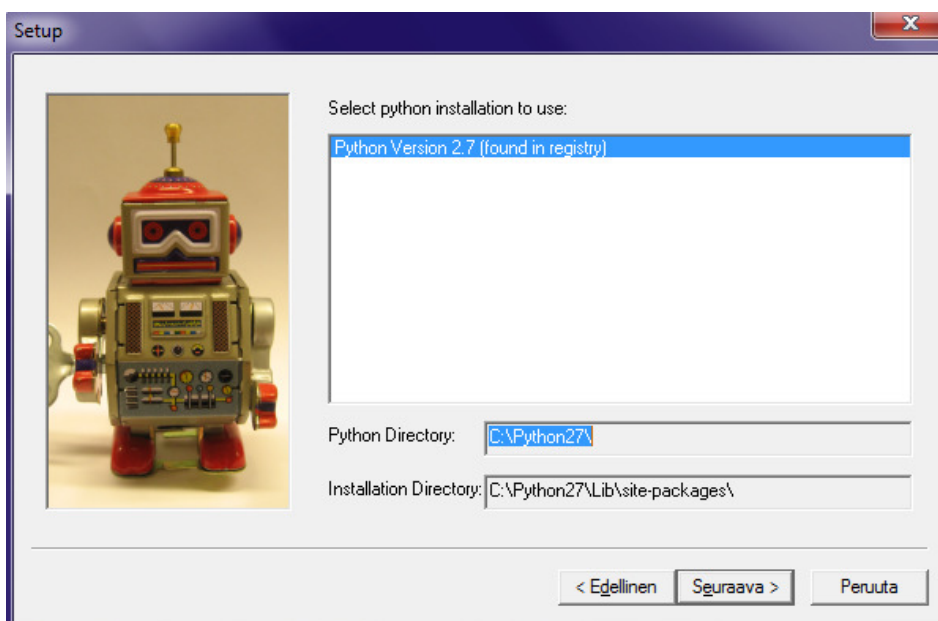 Setup
Select python installation to use:
Python Version 2.7 (found in registry)
Python Directory: C:\Python27\
Installation Directory: C:\Python27\Lib\site-packages\
< Edellinen Seuraava > Peruuta